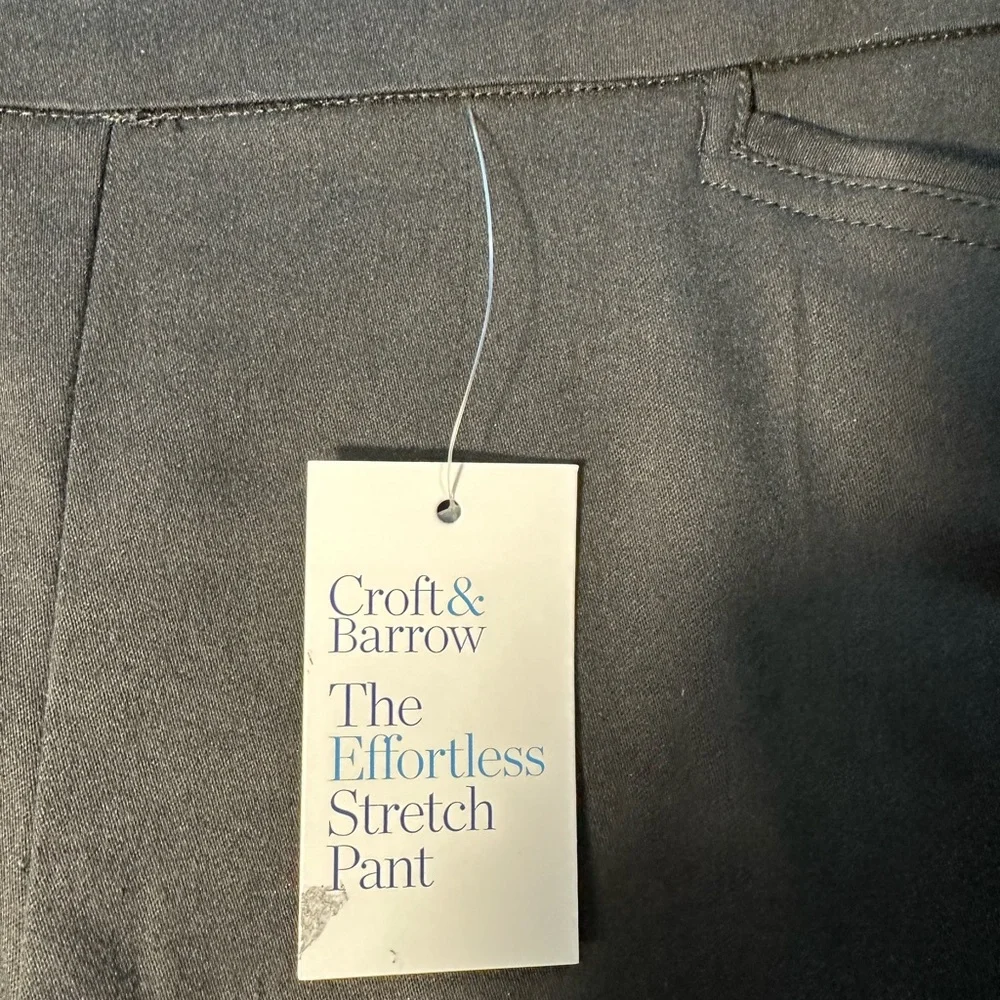 Croft&
Barrow
The
Effortless
Stretch
Pant